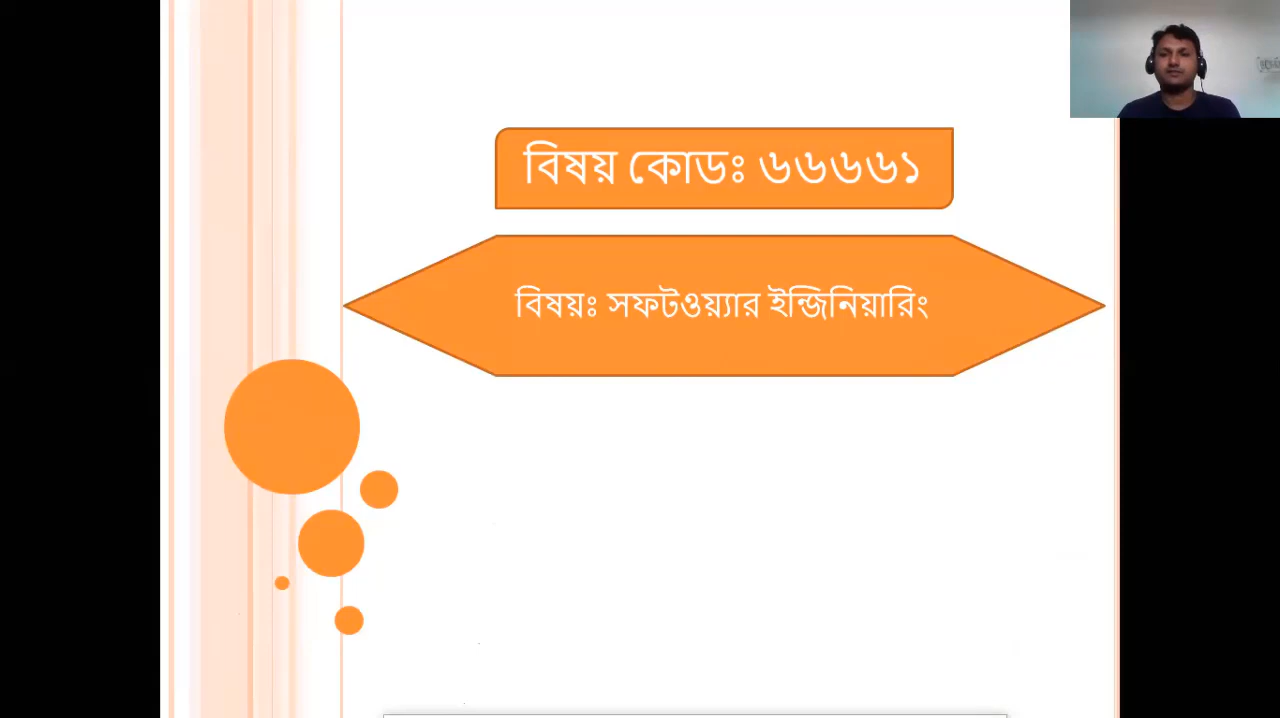 বিষয় কোডঃ ৬৬৬৬১
বিষয়ঃ সফটওয়্যার ইন্জিনিয়ারিং